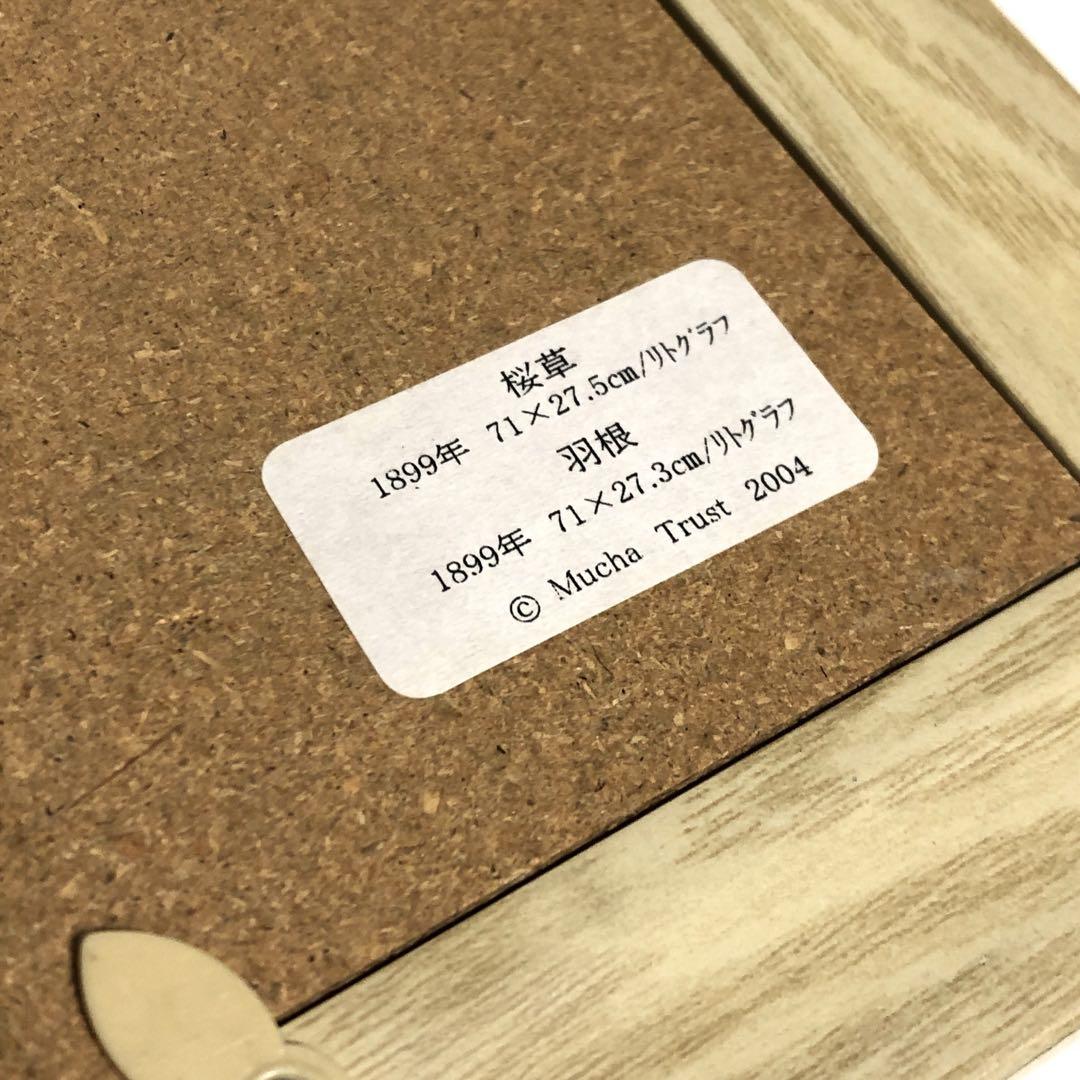 桜草
1899年 71×27.5cm/ﾘﾄｸﾞﾗﾌ
羽根
1899年 71×27.3cm/ﾘﾄｸﾞﾗﾌ
© Mucha Trust 2004